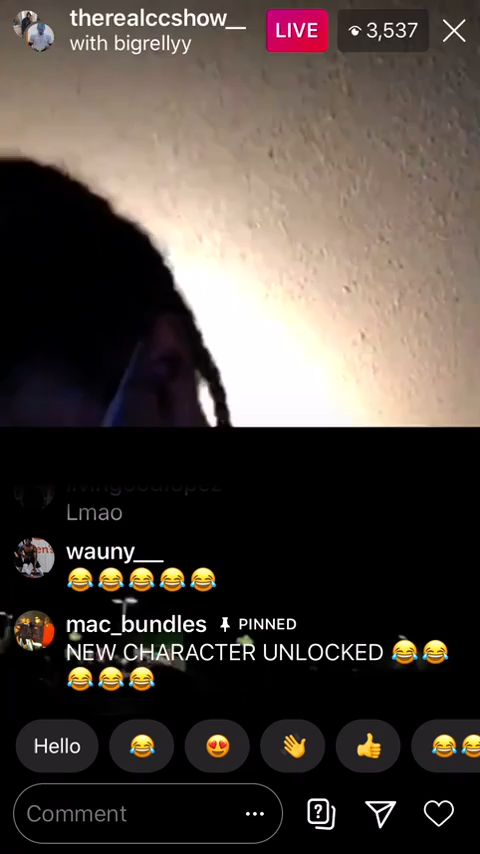 therealccshow__
with bigrellyy
LIVE
3,537
Lmao
wauny___
😂😂😂😂😂
mac_bundles PINNED
NEW CHARACTER UNLOCKED 😂😂
😂😂😂
Hello 😂 😍 👋 👍 😂😂
Comment